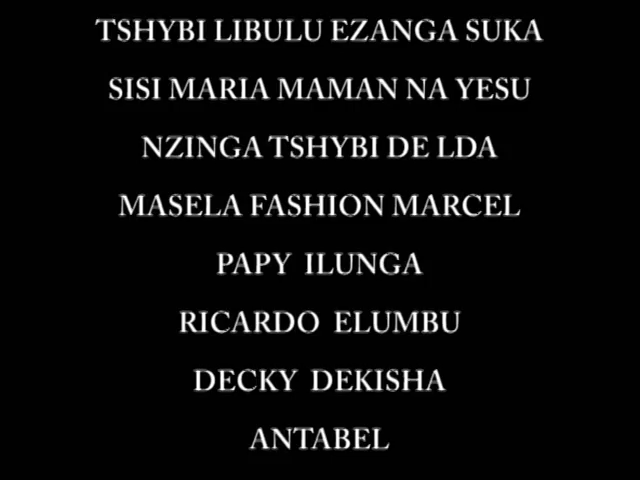 TSHYBI LIBULU EZANGA SUKA
SISI MARIA MAMAN NA YESU
NZINGA TSHYBI DE LDA
MASELA FASHION MARCEL
PAPY ILUNGA
RICARDO ELUMBU
DECKY DEKISHA
ANTABEL